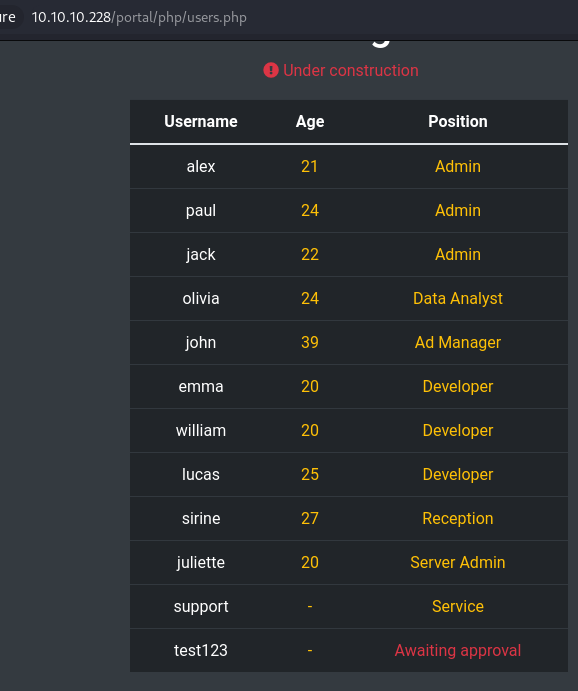 10.10.10.228/portal/php/users.php
Under construction
Username Age Position
alex 21 Admin
paul 24 Admin
jack 22 Admin
olivia 24 Data Analyst
john 39 Ad Manager
emma 20 Developer
william 20 Developer
lucas 25 Developer
sirine 27 Reception
juliette 20 Server Admin
support - Service
test123 - Awaiting approval